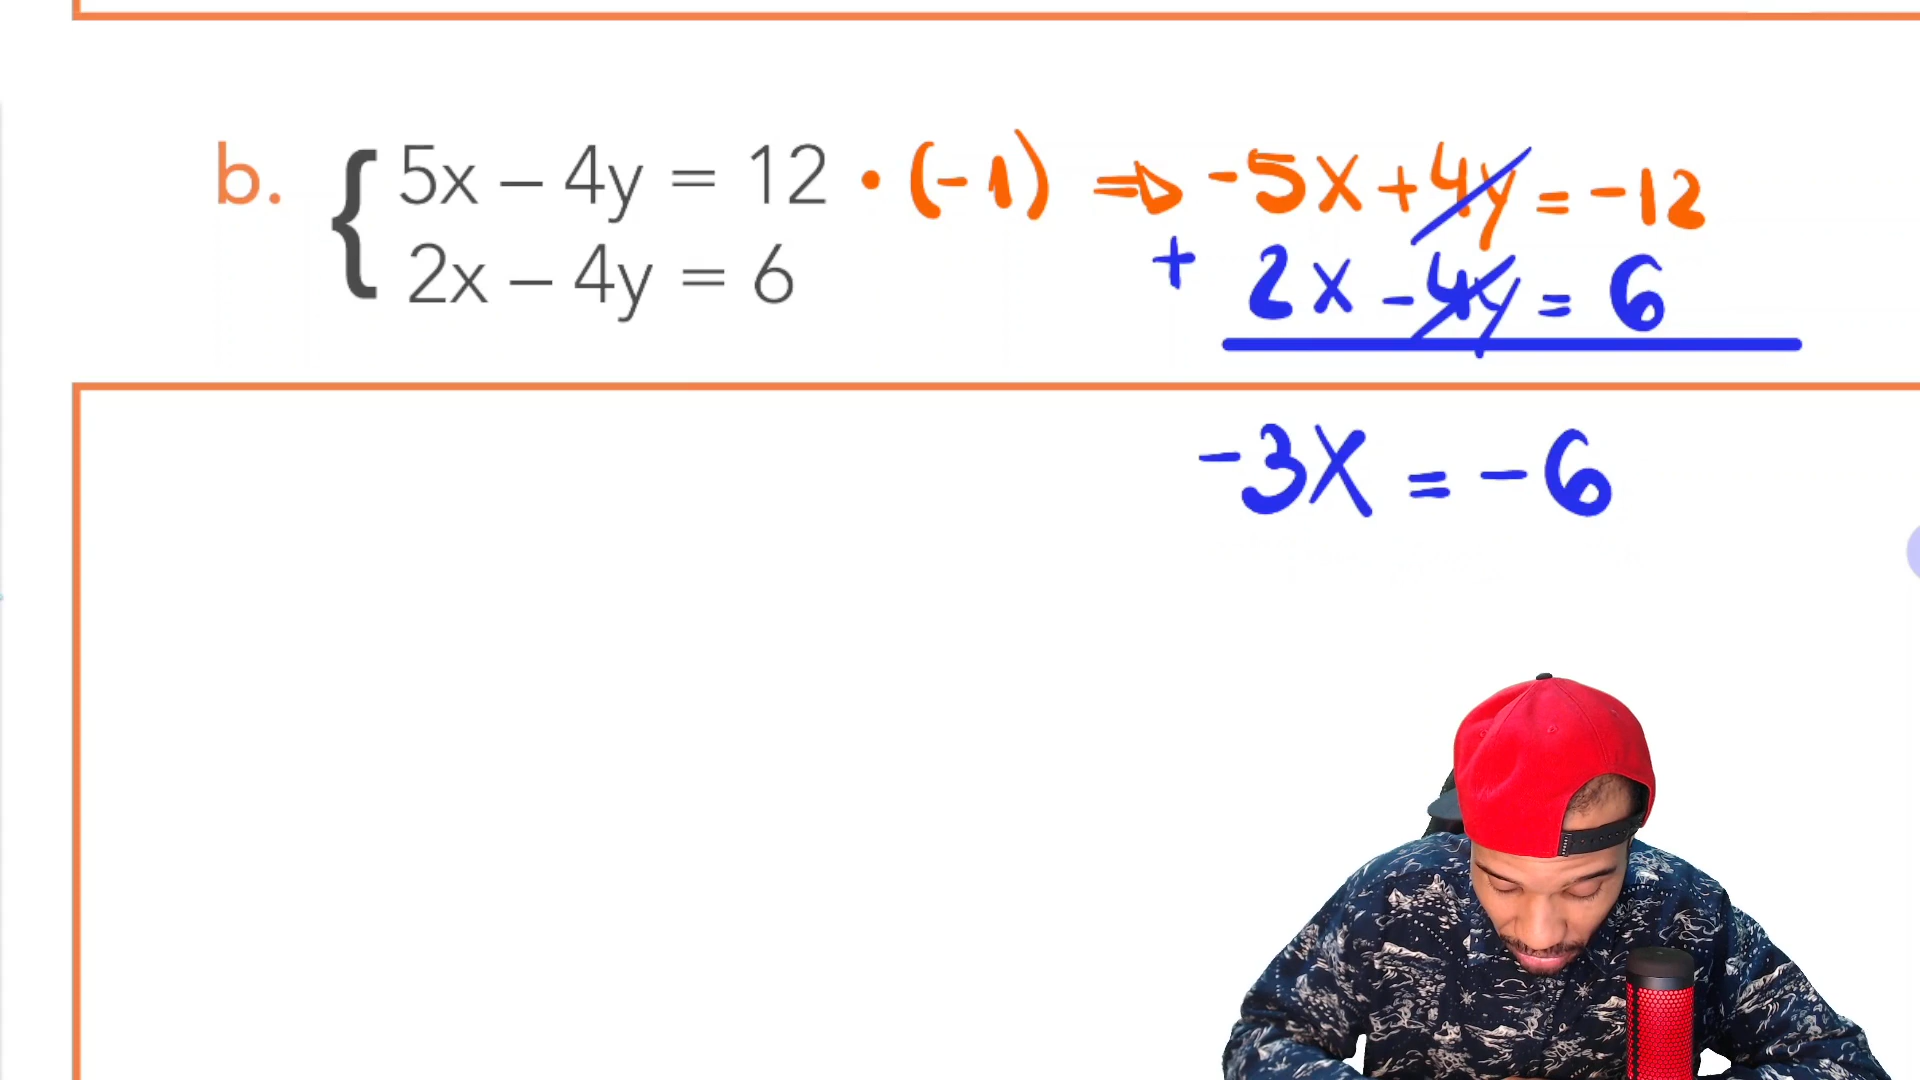 b. { 5x – 4y = 12 • (-1) ⇒ -5x + 4y = -12
2x – 4y = 6 + 2x - 4y = 6
-3x = -6